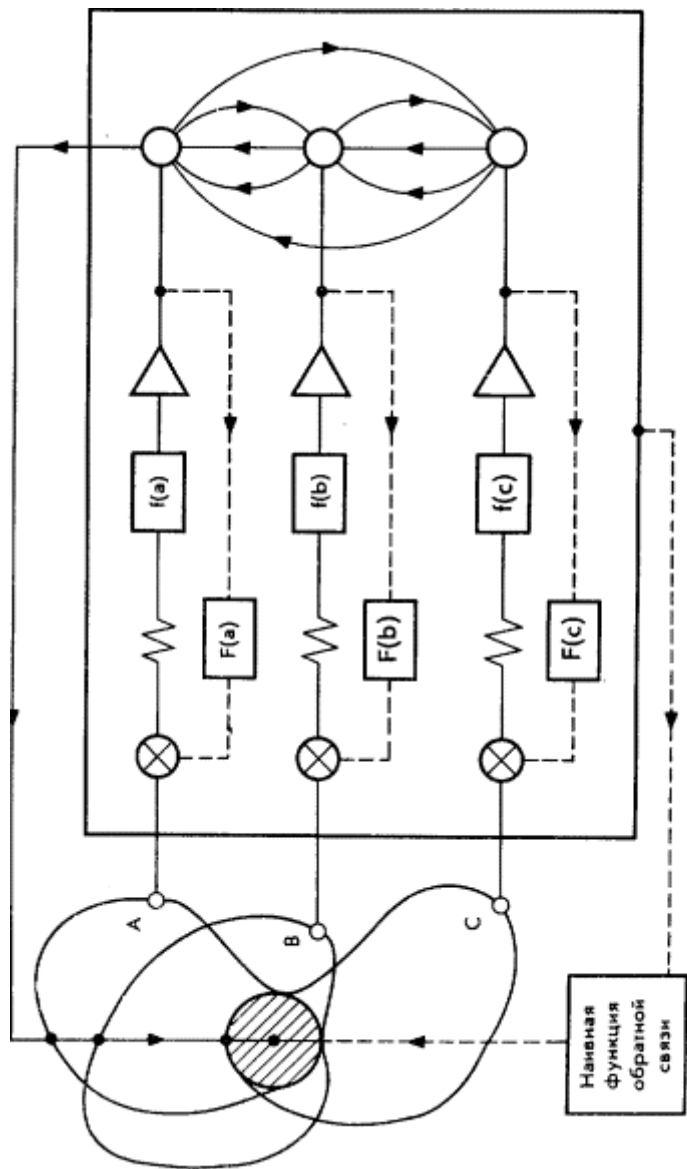 A
B
C
f(a)
F(a)
f(b)
F(b)
f(c)
F(c)
Наивная
функция
обратной
связи